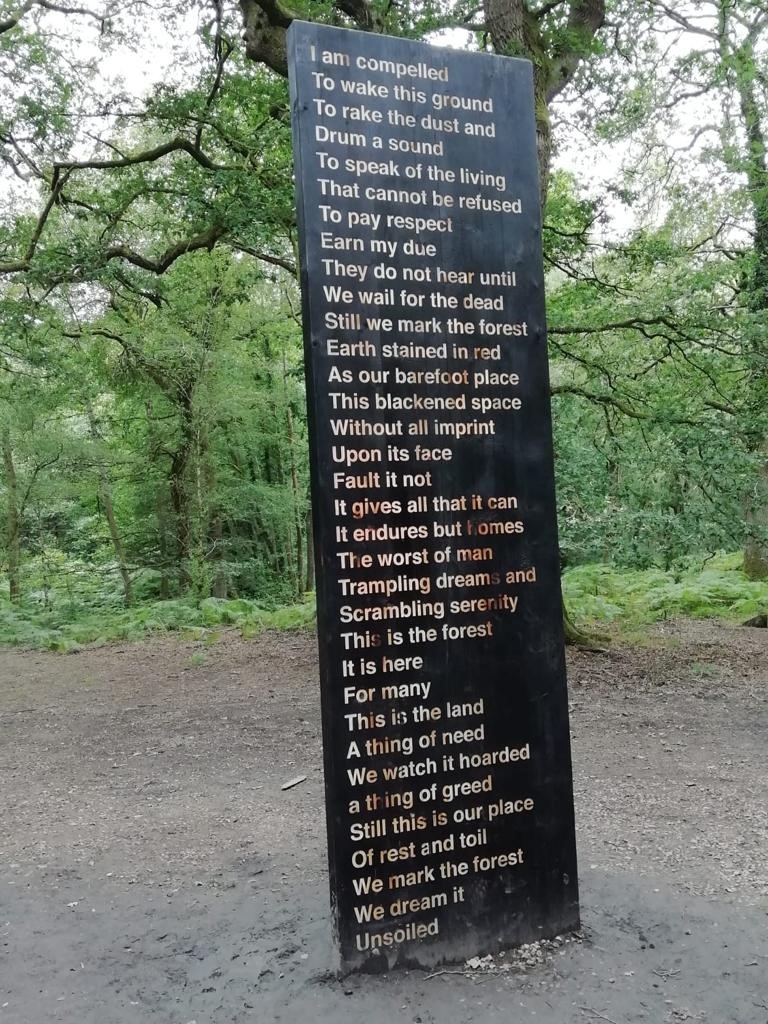 I am compelled
To wake this ground
To rake the dust and
Drum a sound
To speak of the living
That cannot be refused
To pay respect
Earn my due
They do not hear until
We wail for the dead
Still we mark the forest
Earth stained in red
As our barefoot place
This blackened space
Without all imprint
Upon its face
Fault it not
It gives all that it can
It endures but homes
The worst of man
Trampling dreams and
Scrambling serenity
This is the forest
It is here
For many
This is the land
A thing of need
We watch it hoarded
a thing of greed
Still this is our place
Of rest and toil
We mark the forest
We dream it
Unsoiled